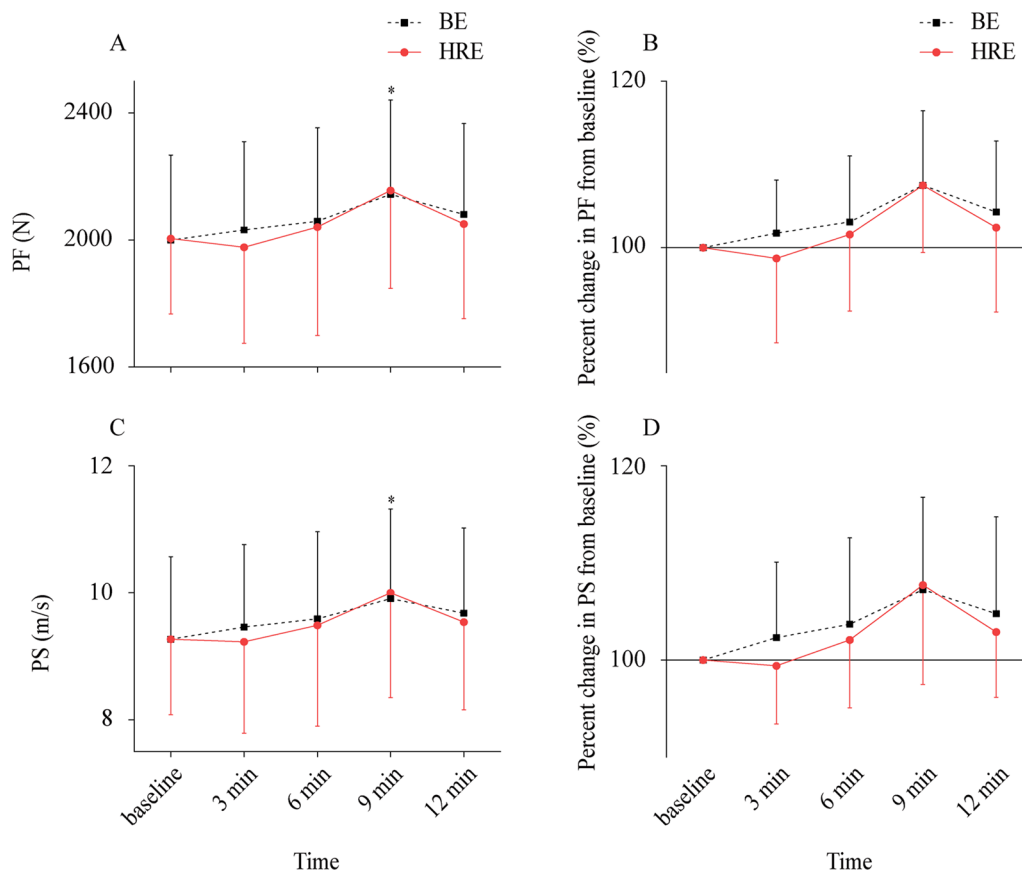 BE
HRE
A
2400
2000
1600
PF (N)
*
BE
HRE
B
120
100
Percent change in PF from baseline (%)
C
12
10
8
PS (m/s)
*
baseline
3 min
6 min
9 min
12 min
Time
D
120
100
Percent change in PS from baseline (%)
baseline
3 min
6 min
9 min
12 min
Time